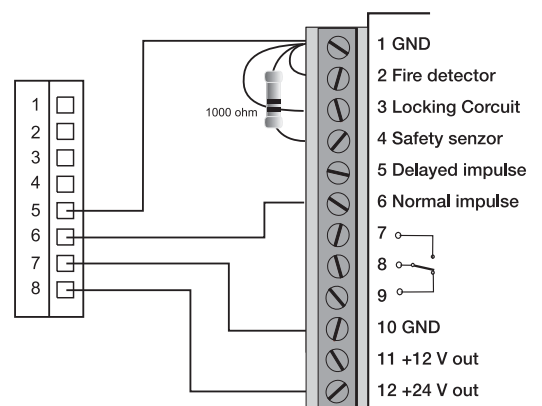 1
2
3
4
5
6
7
8
1000 ohm
1 GND
2 Fire detector
3 Locking Corcuit
4 Safety senzor
5 Delayed impulse
6 Normal impulse
7
8
9
10 GND
11 +12 V out
12 +24 V out